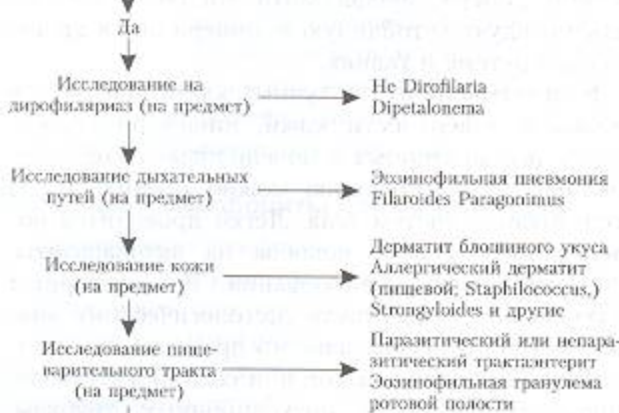 Да
Исследование на
дирофиляриаз (на предмет)
Не Dirofilaria
Dipetalonema
Исследование дыхательных
путей (на предмет)
Эозинофильная пневмония
Filaroides Paragonimus
Исследование кожи
(на предмет)
Дерматит блошиного укуса
Аллергический дерматит
(пищевой; Staphilococcus,)
Strongyloides и другие
Исследование пище-
варительного тракта
(на предмет)
Паразитический или непара-
зитический трактэнтерит
Эозинофильная гранулема
ротовой полости